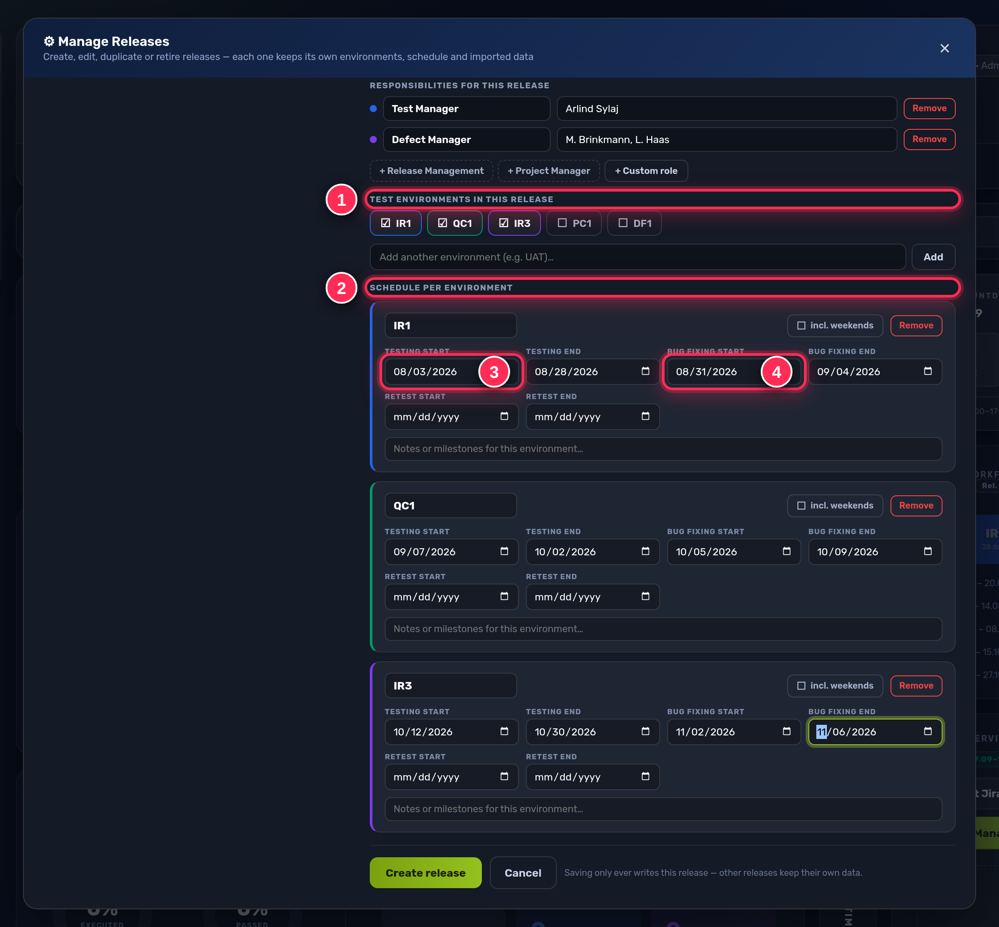 ⚙ Manage Releases
Create, edit, duplicate or retire releases — each one keeps its own environments, schedule and imported data
×
RESPONSIBILITIES FOR THIS RELEASE
Test Manager Arlind Sylaj Remove
Defect Manager M. Brinkmann, L. Haas Remove
+ Release Management + Project Manager + Custom role
1 TEST ENVIRONMENTS IN THIS RELEASE
☑ IR1 ☑ QC1 ☑ IR3 ☐ PC1 ☐ DF1
Add another environment (e.g. UAT)… Add
2 SCHEDULE PER ENVIRONMENT
IR1 ☐ incl. weekends Remove
TESTING START TESTING END BUG FIXING START BUG FIXING END
08/03/2026 3 08/28/2026 08/31/2026 4 09/04/2026
RETEST START RETEST END
mm/dd/yyyy mm/dd/yyyy
Notes or milestones for this environment…
QC1 ☐ incl. weekends Remove
TESTING START TESTING END BUG FIXING START BUG FIXING END
09/07/2026 10/02/2026 10/05/2026 10/09/2026
RETEST START RETEST END
mm/dd/yyyy mm/dd/yyyy
Notes or milestones for this environment…
IR3 ☐ incl. weekends Remove
TESTING START TESTING END BUG FIXING START BUG FIXING END
10/12/2026 10/30/2026 11/02/2026 11/06/2026
RETEST START RETEST END
mm/dd/yyyy mm/dd/yyyy
Notes or milestones for this environment…
Create release Cancel Saving only ever writes this release — other releases keep their own data.
EXECUTED PASSED